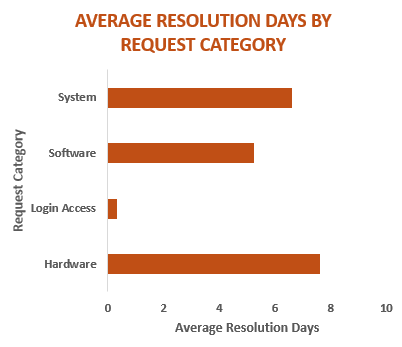 AVERAGE RESOLUTION DAYS BY
REQUEST CATEGORY
Request Category
System
Software
Login Access
Hardware
0 2 4 6 8 10
Average Resolution Days